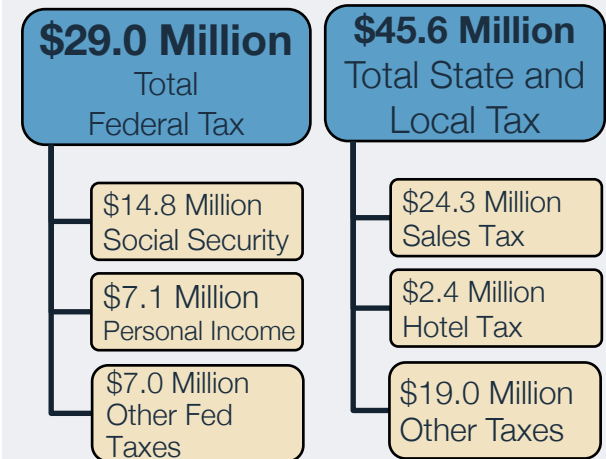 $29.0 Million
Total
Federal Tax
$14.8 Million
Social Security
$7.1 Million
Personal Income
$7.0 Million
Other Fed
Taxes
$45.6 Million
Total State and
Local Tax
$24.3 Million
Sales Tax
$2.4 Million
Hotel Tax
$19.0 Million
Other Taxes